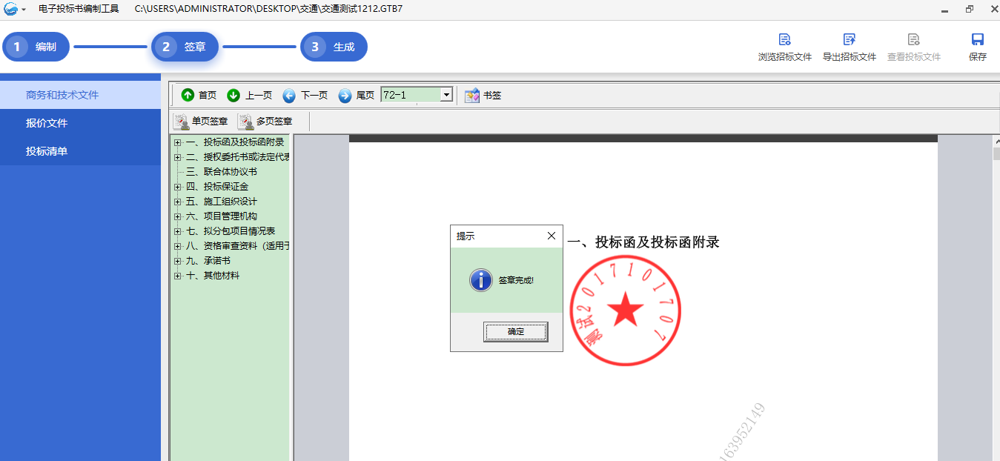 电子投标书编制工具 C:\USERS\ADMINISTRATOR\DESKTOP\交通\交通测试1212.GTB7
1 编制 2 签章 3 生成
浏览招标文件 导出招标文件 查看投标文件 保存
商务和技术文件
报价文件
投标清单
首页 上一页 下一页 尾页 72-1 书签
单页签章 多页签章
一、投标函及投标函附录
二、授权委托书或法定代表
三、联合体协议书
四、投标保证金
五、施工组织设计
六、项目管理机构
七、拟分包项目情况表
八、资格审查资料（适用于
九、承诺书
十、其他材料
提示
签章完成!
确定
一、投标函及投标函附录
测试201710170​7
163952149